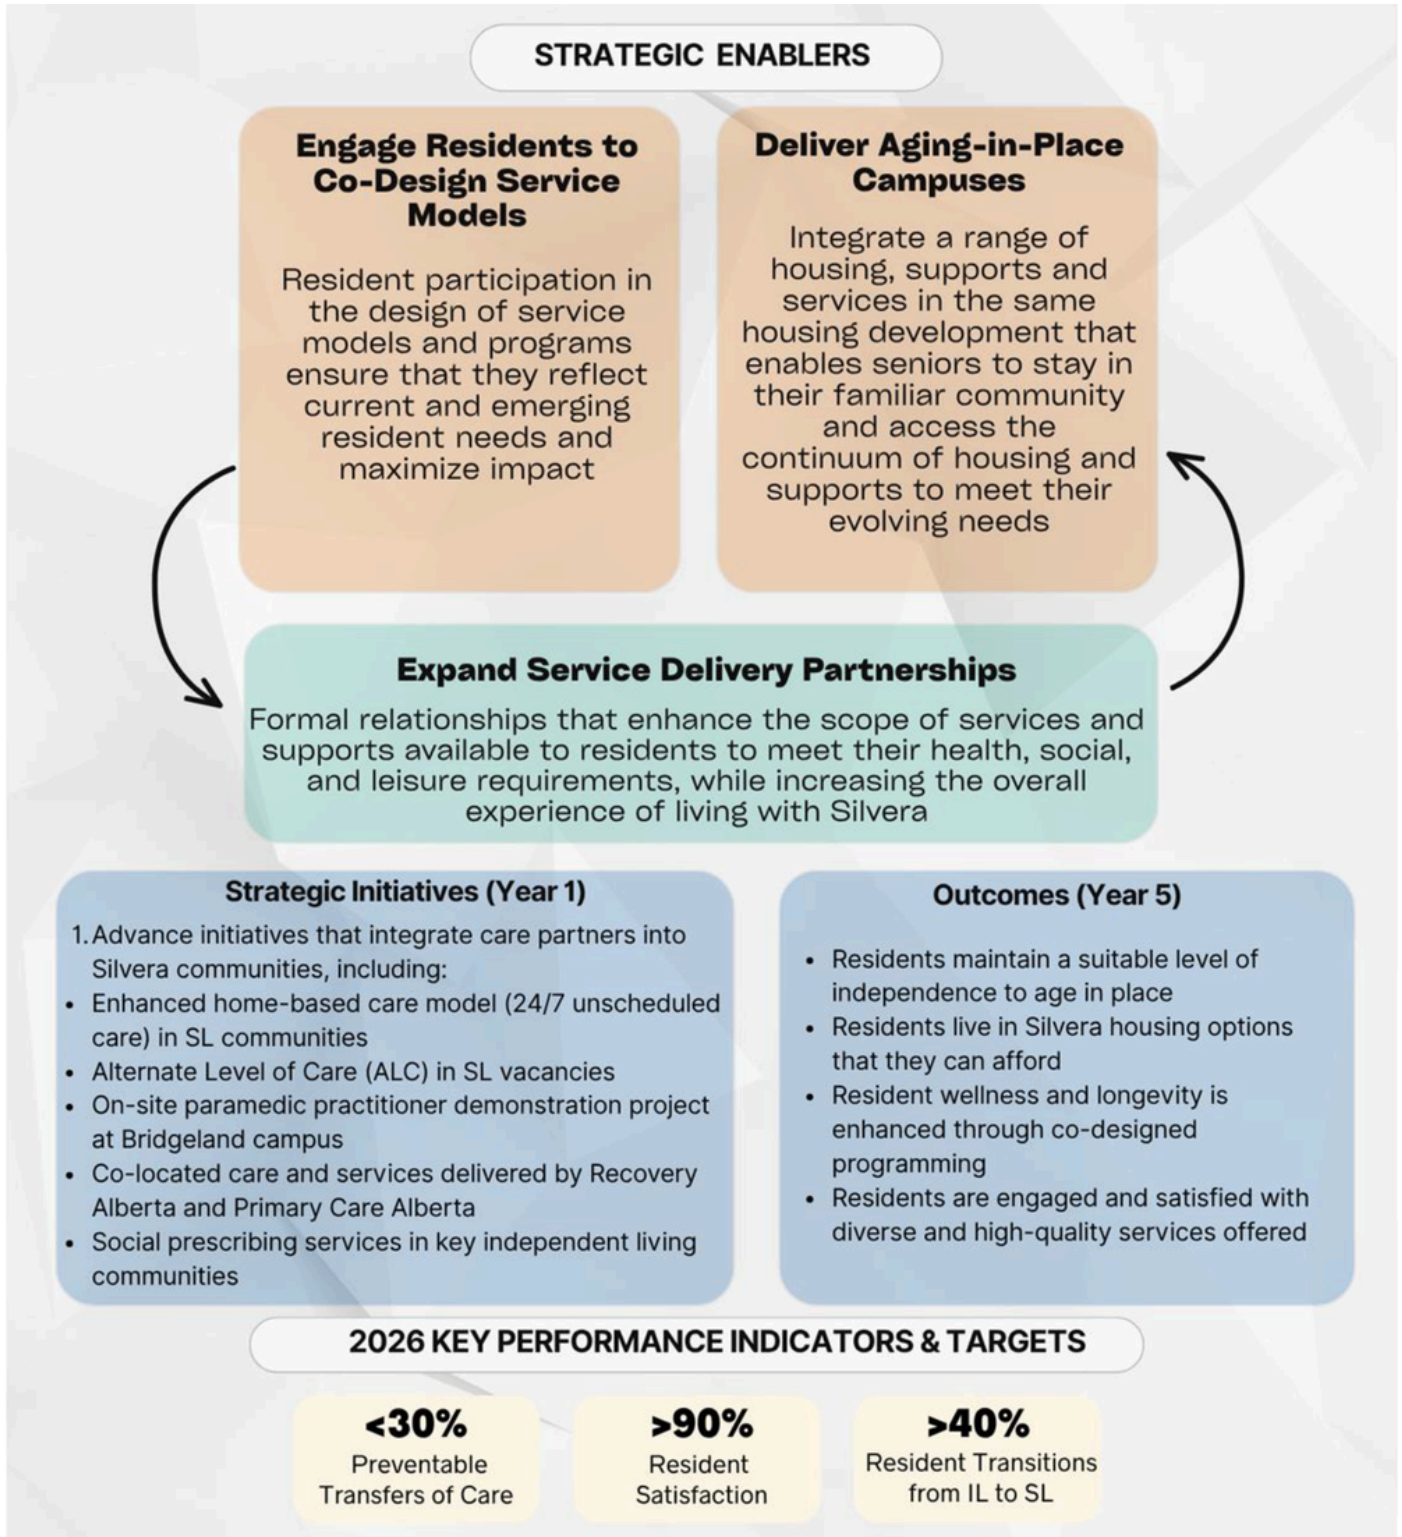 STRATEGIC ENABLERS
Engage Residents to
Co-Design Service
Models
Resident participation in
the design of service
models and programs
ensure that they reflect
current and emerging
resident needs and
maximize impact
Deliver Aging-in-Place
Campuses
Integrate a range of
housing, supports and
services in the same
housing development that
enables seniors to stay in
their familiar community
and access the
continuum of housing and
supports to meet their
evolving needs
Expand Service Delivery Partnerships
Formal relationships that enhance the scope of services and
supports available to residents to meet their health, social,
and leisure requirements, while increasing the overall
experience of living with Silvera
Strategic Initiatives (Year 1)
1. Advance initiatives that integrate care partners into
Silvera communities, including:
• Enhanced home-based care model (24/7 unscheduled
care) in SL communities
• Alternate Level of Care (ALC) in SL vacancies
• On-site paramedic practitioner demonstration project
at Bridgeland campus
• Co-located care and services delivered by Recovery
Alberta and Primary Care Alberta
• Social prescribing services in key independent living
communities
Outcomes (Year 5)
• Residents maintain a suitable level of
independence to age in place
• Residents live in Silvera housing options
that they can afford
• Resident wellness and longevity is
enhanced through co-designed
programming
• Residents are engaged and satisfied with
diverse and high-quality services offered
2026 KEY PERFORMANCE INDICATORS & TARGETS
<30%
Preventable
Transfers of Care
>90%
Resident
Satisfaction
>40%
Resident Transitions
from IL to SL